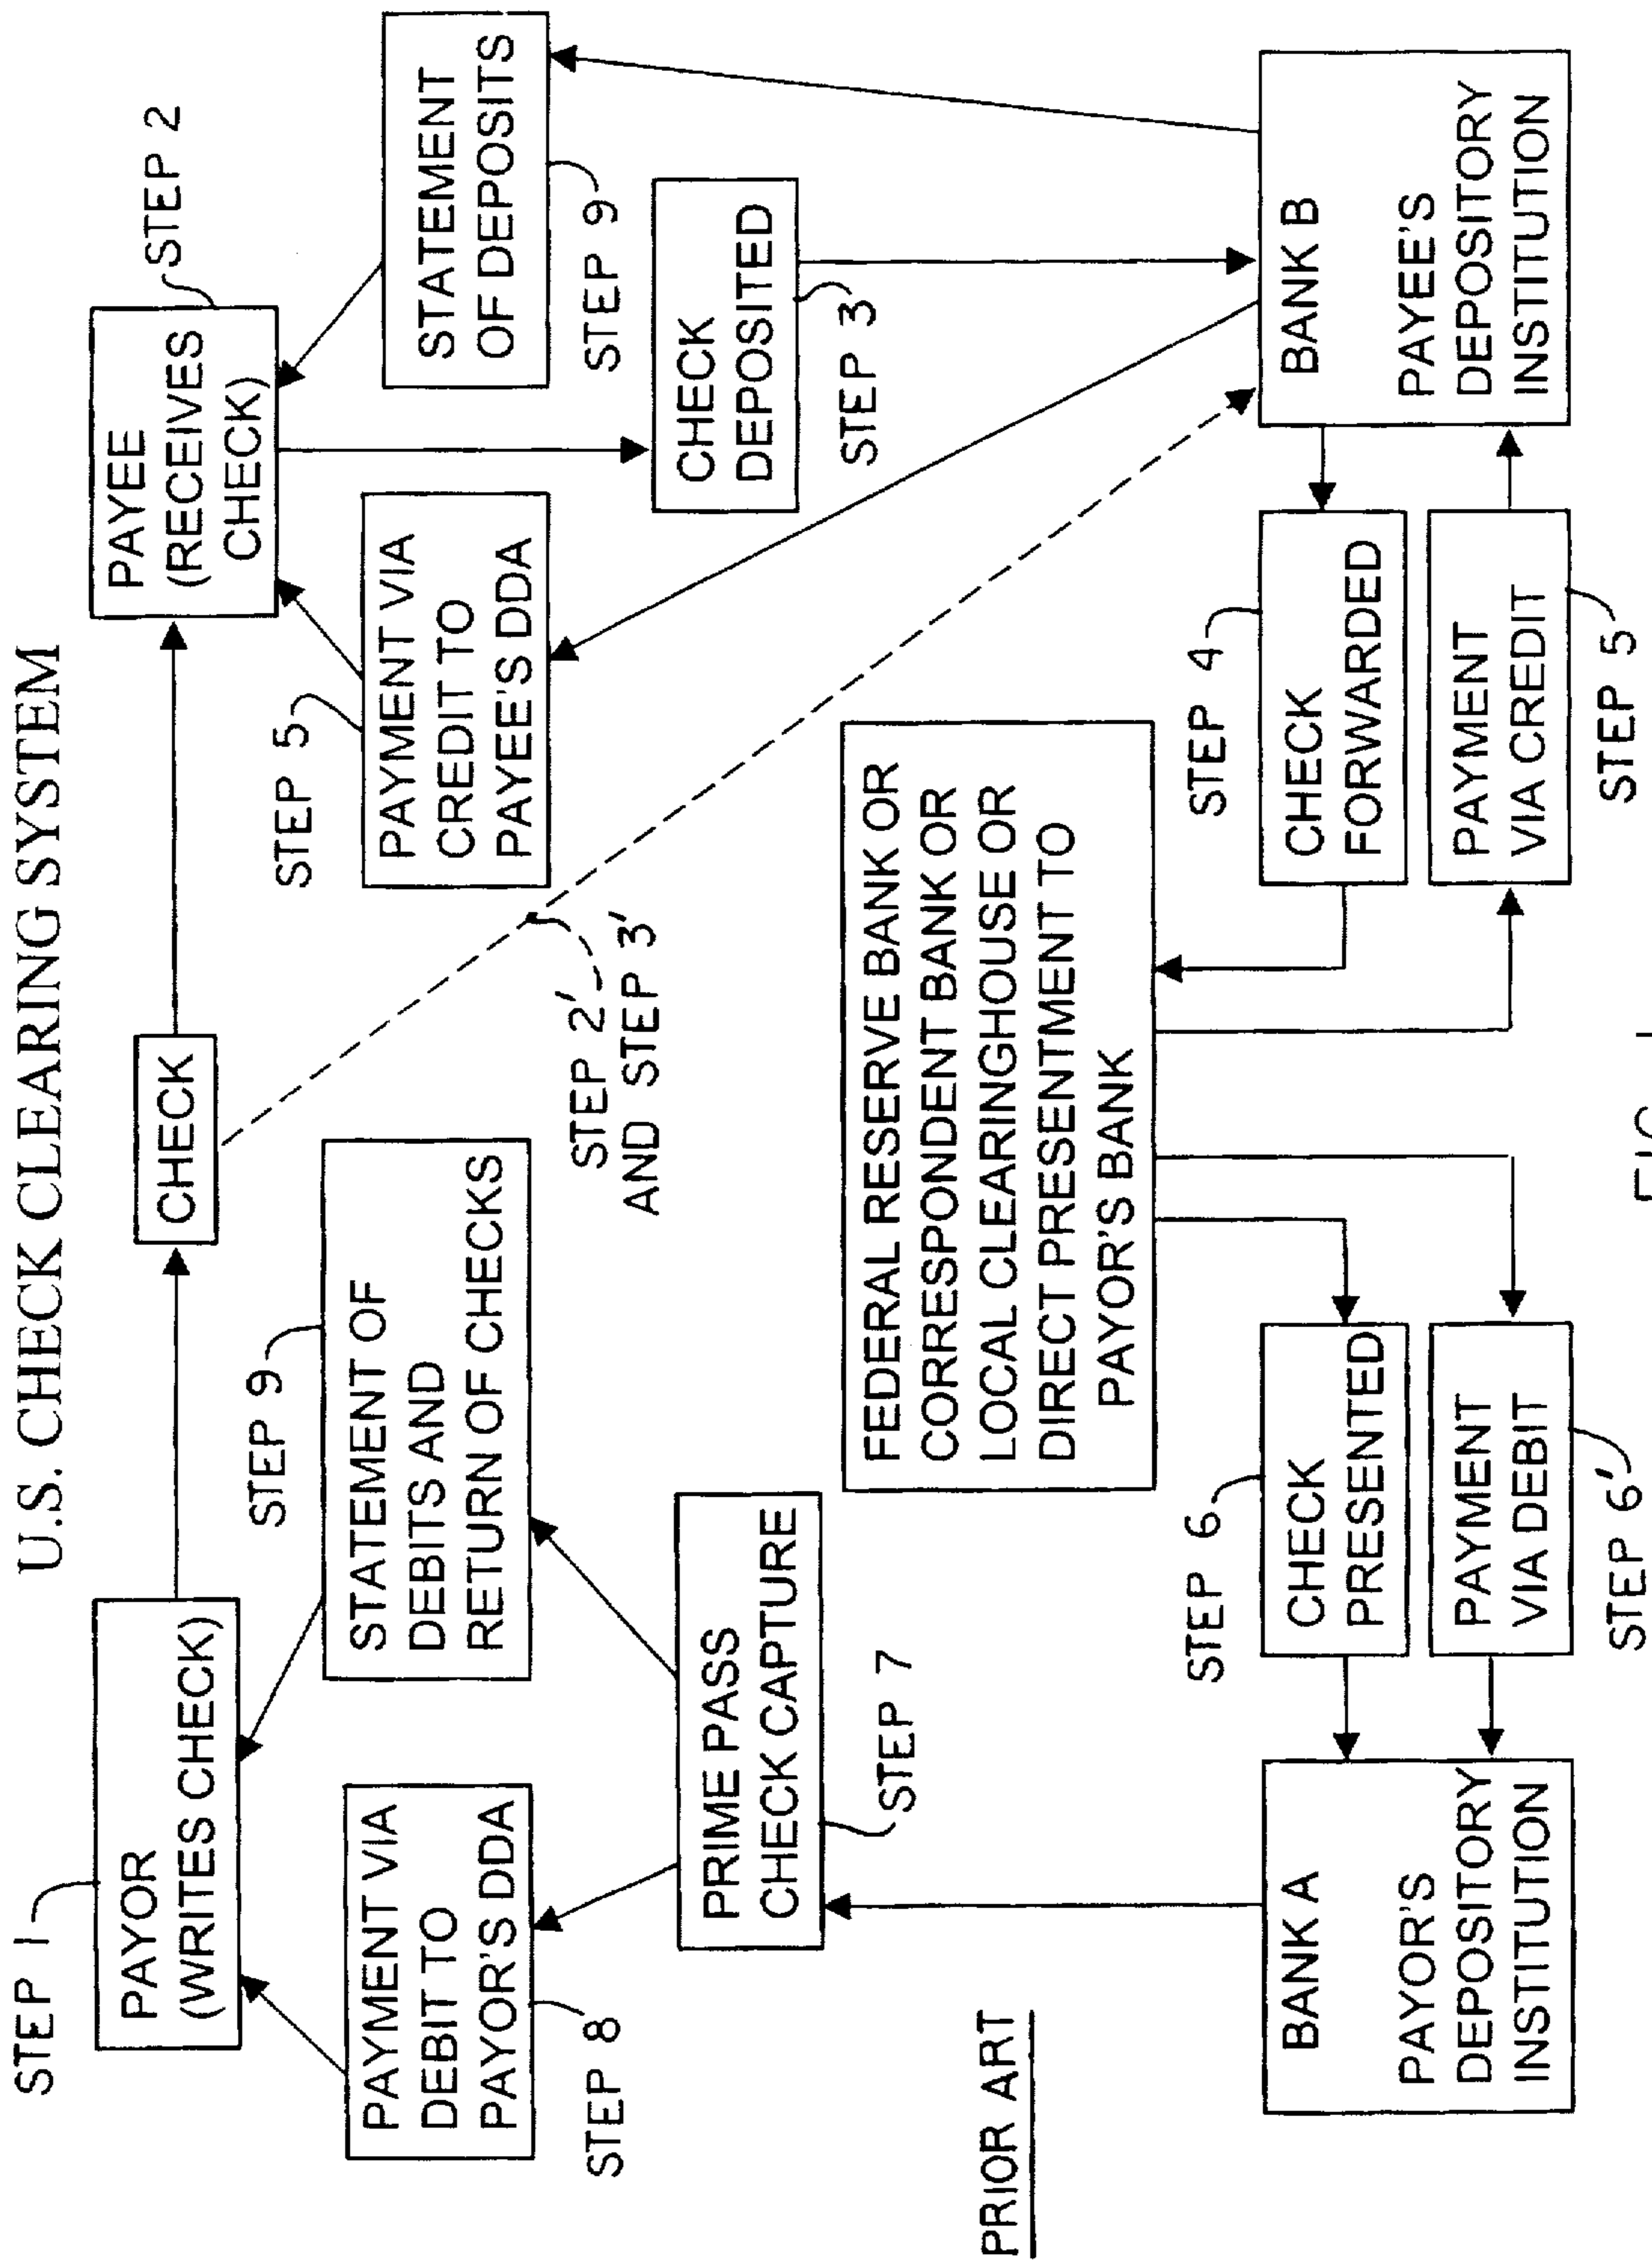 U.S. CHECK CLEARING SYSTEM
STEP 1
PAYOR
(WRITES CHECK)
CHECK
PAYEE
(RECEIVES
CHECK)
STEP 2
PAYMENT VIA
DEBIT TO
PAYOR'S DDA
STEP 8
STEP 9
STATEMENT OF
DEBITS AND
RETURN OF CHECKS
STEP 5
PAYMENT VIA
CREDIT TO
PAYEE'S DDA
STATEMENT
OF DEPOSITS
STEP 9
STEP 2'
AND STEP 3'
PRIME PASS
CHECK CAPTURE
STEP 7
CHECK
DEPOSITED
STEP 3
PRIOR ART
FEDERAL RESERVE BANK OR
CORRESPONDENT BANK OR
LOCAL CLEARINGHOUSE OR
DIRECT PRESENTMENT TO
PAYOR'S BANK
BANK A
PAYOR'S
DEPOSITORY
INSTITUTION
STEP 6
CHECK
PRESENTED
PAYMENT
VIA DEBIT
STEP 6'
STEP 4
CHECK
FORWARDED
PAYMENT
VIA CREDIT
STEP 5
BANK B
PAYEE'S
DEPOSITORY
INSTITUTION